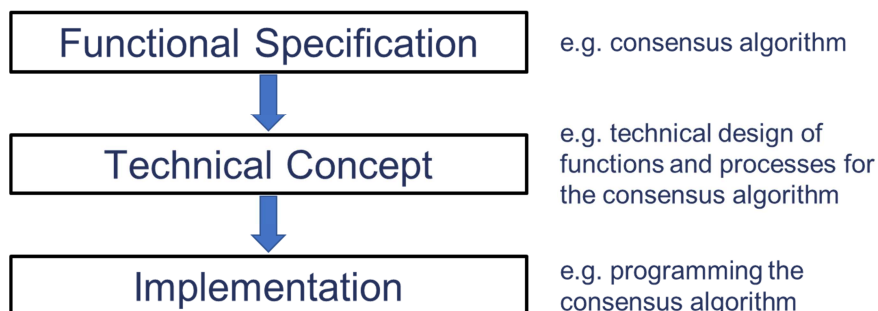 Functional Specification
e.g. consensus algorithm
Technical Concept
e.g. technical design of
functions and processes for
the consensus algorithm
Implementation
e.g. programming the
consensus algorithm